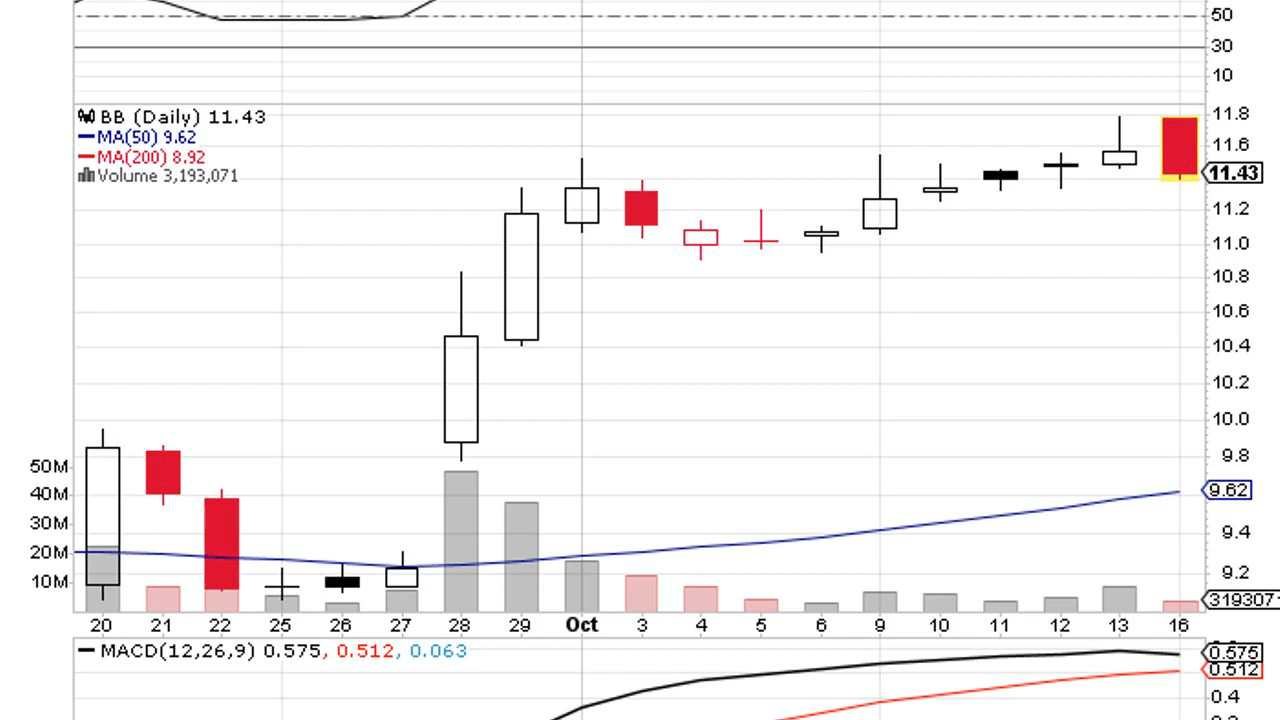 50
30
10
BB (Daily) 11.43
MA(50) 9.62
MA(200) 8.92
Volume 3,193,071
11.8
11.6
11.43
11.2
11.0
10.8
10.6
10.4
10.2
10.0
9.8
9.62
9.4
9.2
50M
40M
30M
20M
10M
319307
20 21 22 25 26 27 28 29 Oct 3 4 5 6 9 10 11 12 13 16
MACD(12,26,9) 0.575, 0.512, 0.063
0.575
0.512
0.4